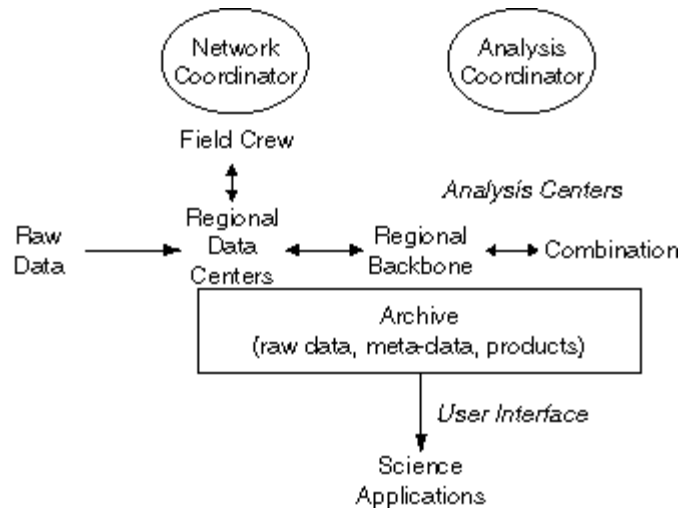 Network
Coordinator
Analysis
Coordinator
Field Crew
Analysis Centers
Raw
Data
Regional
Data
Centers
Regional
Backbone
Combination
Archive
(raw data, meta-data, products)
User Interface
Science
Applications